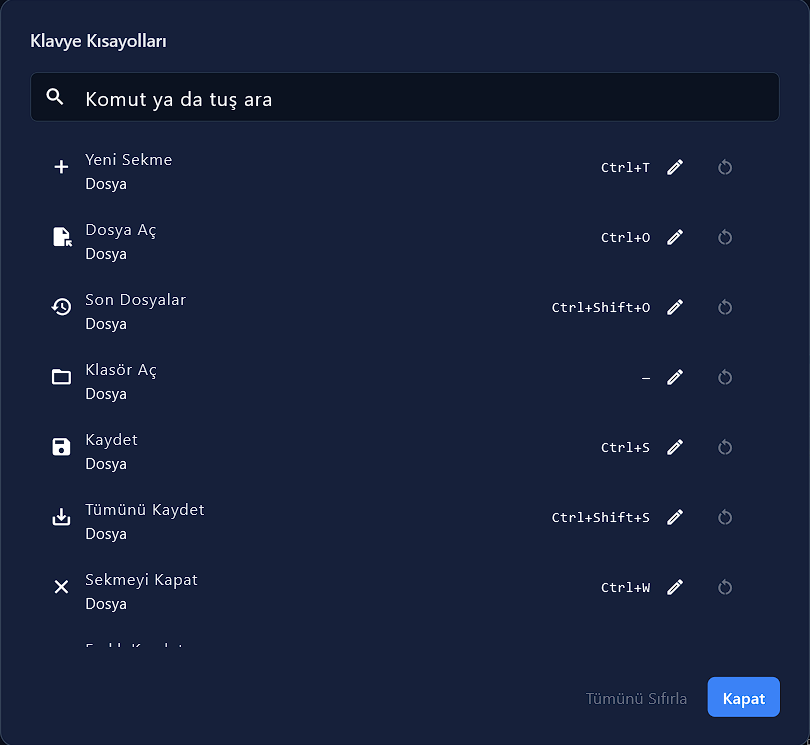 Klavye Kısayolları
Komut ya da tuş ara
Yeni Sekme
Dosya
Ctrl+T
Dosya Aç
Dosya
Ctrl+O
Son Dosyalar
Dosya
Ctrl+Shift+O
Klasör Aç
Dosya
—
Kaydet
Dosya
Ctrl+S
Tümünü Kaydet
Dosya
Ctrl+Shift+S
Sekmeyi Kapat
Dosya
Ctrl+W
Tümünü Sıfırla
Kapat